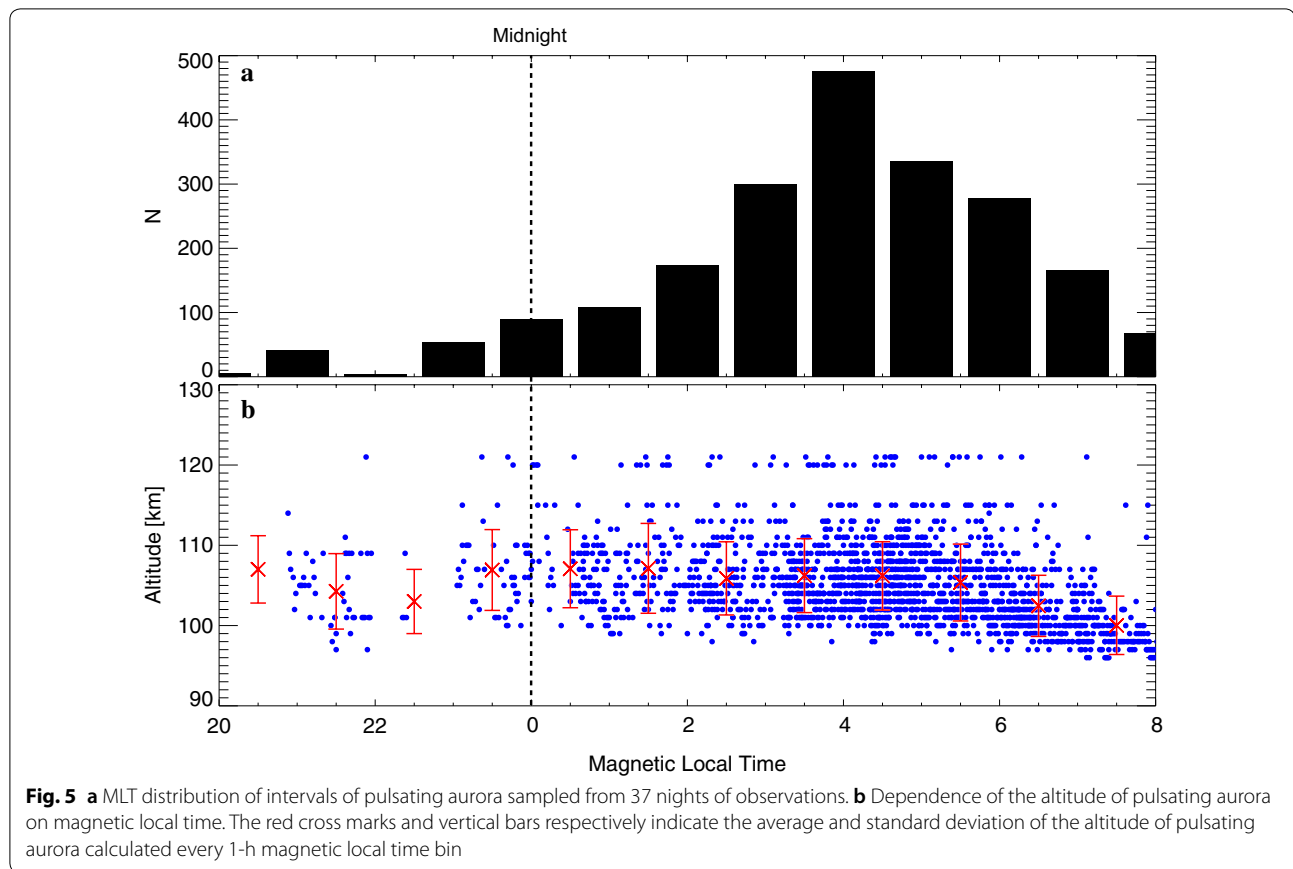 Midnight
a
500
400
300
200
100
0
N
b
130
120
110
100
90
Altitude [km]
20 22 0 2 4 6 8
Magnetic Local Time
Fig. 5 a MLT distribution of intervals of pulsating aurora sampled from 37 nights of observations. b Dependence of the altitude of pulsating aurora
on magnetic local time. The red cross marks and vertical bars respectively indicate the average and standard deviation of the altitude of pulsating
aurora calculated every 1-h magnetic local time bin